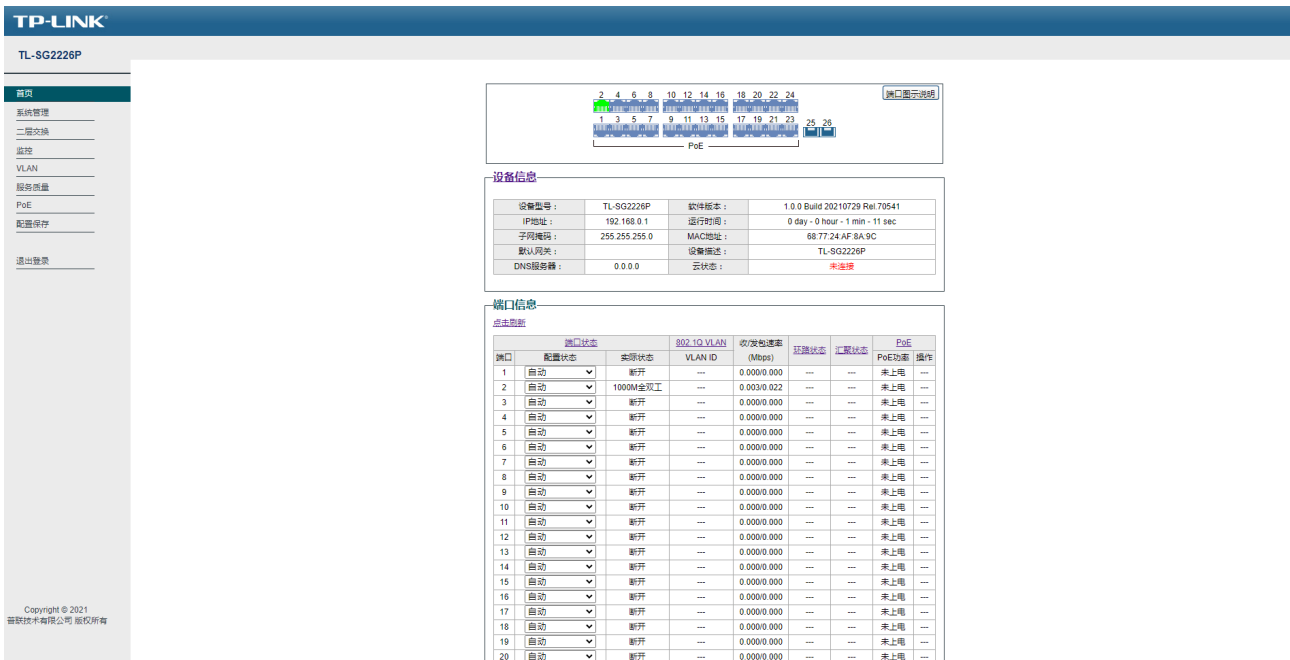 TP-LINK
TL-SG2226P
首页
系统管理
二层交换
监控
VLAN
服务质量
PoE
配置保存
退出登录
Copyright © 2021
普联技术有限公司 版权所有
2 4 6 8 10 12 14 16 18 20 22 24
端口图示说明
1 3 5 7 9 11 13 15 17 19 21 23 25 26
PoE
设备信息
设备型号： TL-SG2226P 软件版本： 1.0.0 Build 20210729 Rel.70541
IP地址： 192.168.0.1 运行时间： 0 day - 0 hour - 1 min - 11 sec
子网掩码： 255.255.255.0 MAC地址： 68:77:24:AF:8A:9C
默认网关： 设备描述： TL-SG2226P
DNS服务器： 0.0.0.0 云状态： 未连接
端口信息
点击刷新
端口状态 802.1Q VLAN 收/发包速率 环路状态 汇聚状态 PoE
端口 配置状态 实际状态 VLAN ID (Mbps) PoE功率 操作
1 自动 断开 --- 0.000/0.000 --- --- 未上电 ---
2 自动 1000M全双工 --- 0.003/0.022 --- --- 未上电 ---
3 自动 断开 --- 0.000/0.000 --- --- 未上电 ---
4 自动 断开 --- 0.000/0.000 --- --- 未上电 ---
5 自动 断开 --- 0.000/0.000 --- --- 未上电 ---
6 自动 断开 --- 0.000/0.000 --- --- 未上电 ---
7 自动 断开 --- 0.000/0.000 --- --- 未上电 ---
8 自动 断开 --- 0.000/0.000 --- --- 未上电 ---
9 自动 断开 --- 0.000/0.000 --- --- 未上电 ---
10 自动 断开 --- 0.000/0.000 --- --- 未上电 ---
11 自动 断开 --- 0.000/0.000 --- --- 未上电 ---
12 自动 断开 --- 0.000/0.000 --- --- 未上电 ---
13 自动 断开 --- 0.000/0.000 --- --- 未上电 ---
14 自动 断开 --- 0.000/0.000 --- --- 未上电 ---
15 自动 断开 --- 0.000/0.000 --- --- 未上电 ---
16 自动 断开 --- 0.000/0.000 --- --- 未上电 ---
17 自动 断开 --- 0.000/0.000 --- --- 未上电 ---
18 自动 断开 --- 0.000/0.000 --- --- 未上电 ---
19 自动 断开 --- 0.000/0.000 --- --- 未上电 ---
20 自动 断开 --- 0.000/0.000 --- --- 未上电 ---